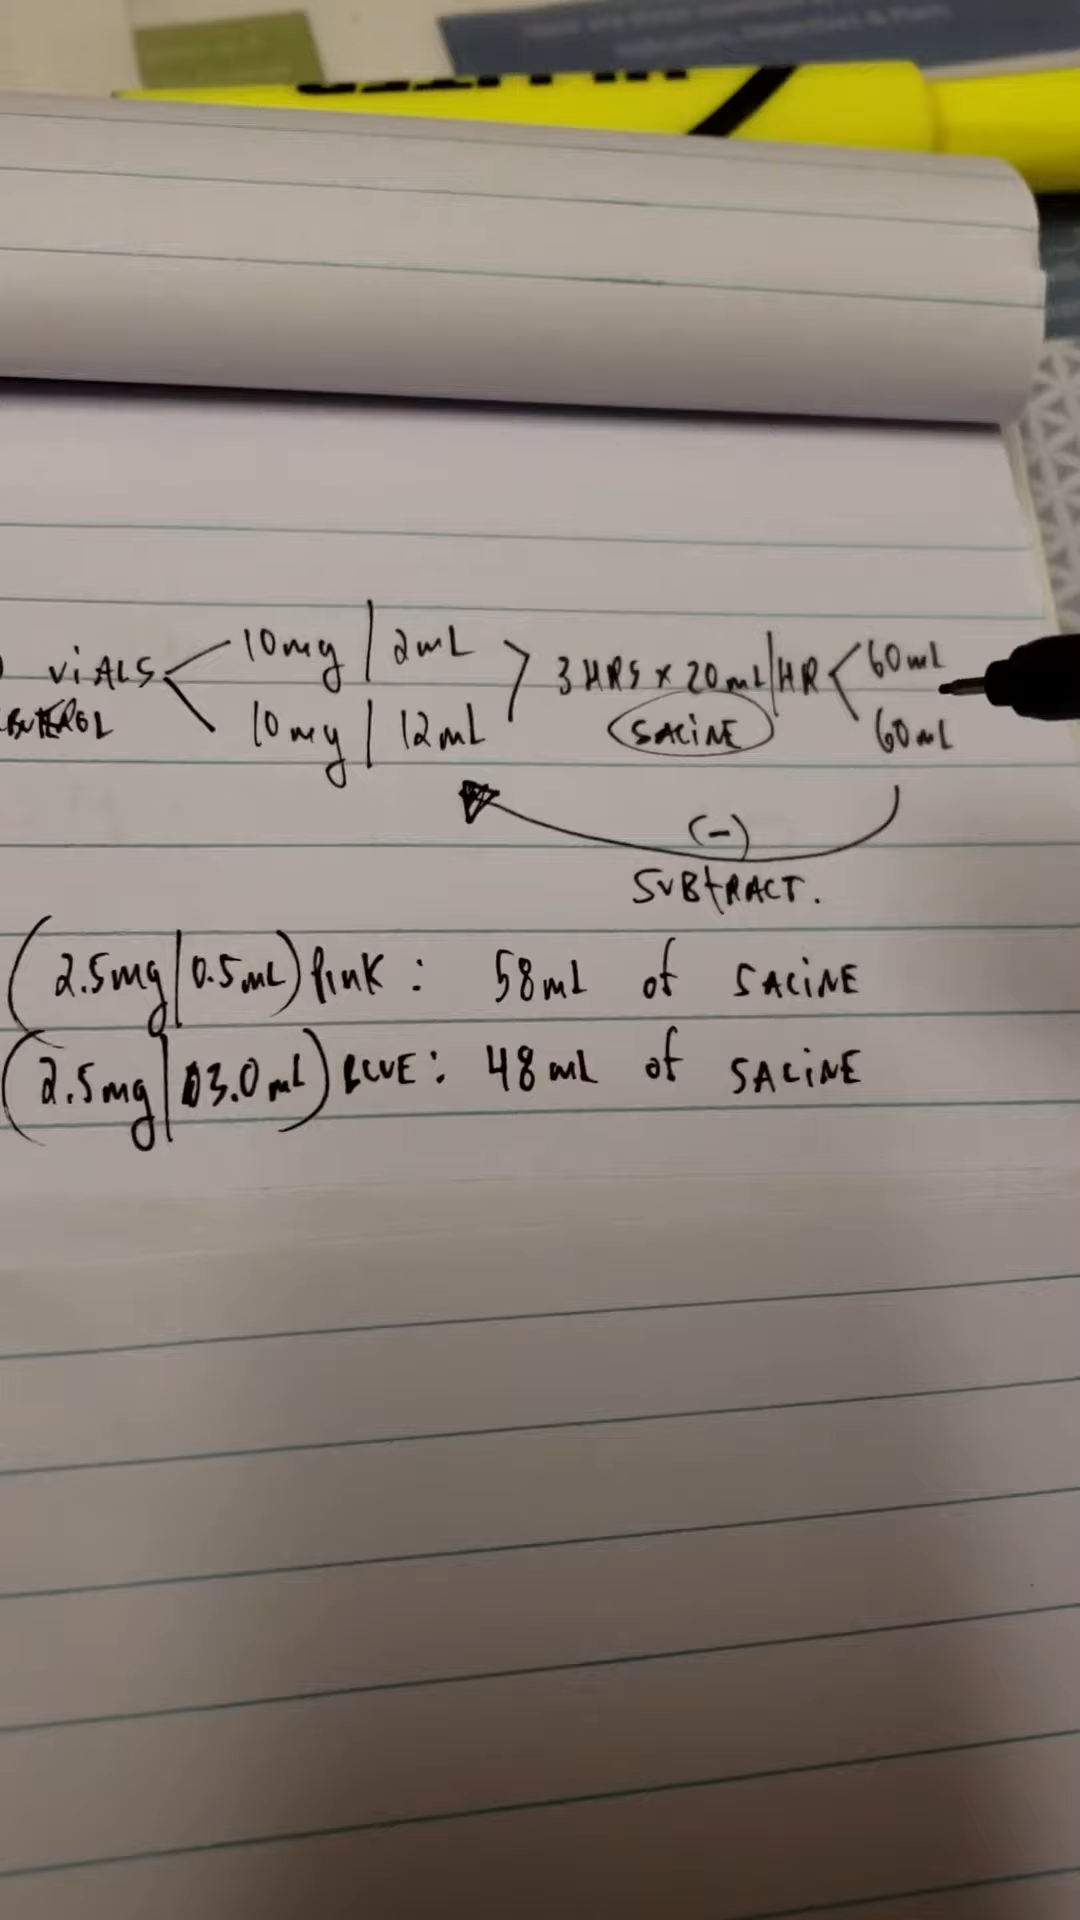 VIALS 10mg / 2mL 3 HRS x 20mL / HR 60mL
10mg / 12mL SALINE 60mL
(-)
SUBTRACT.
(2.5mg / 0.5mL) PINK: 58mL of SALINE
(2.5mg / 3.0mL) BLUE: 48mL of SALINE